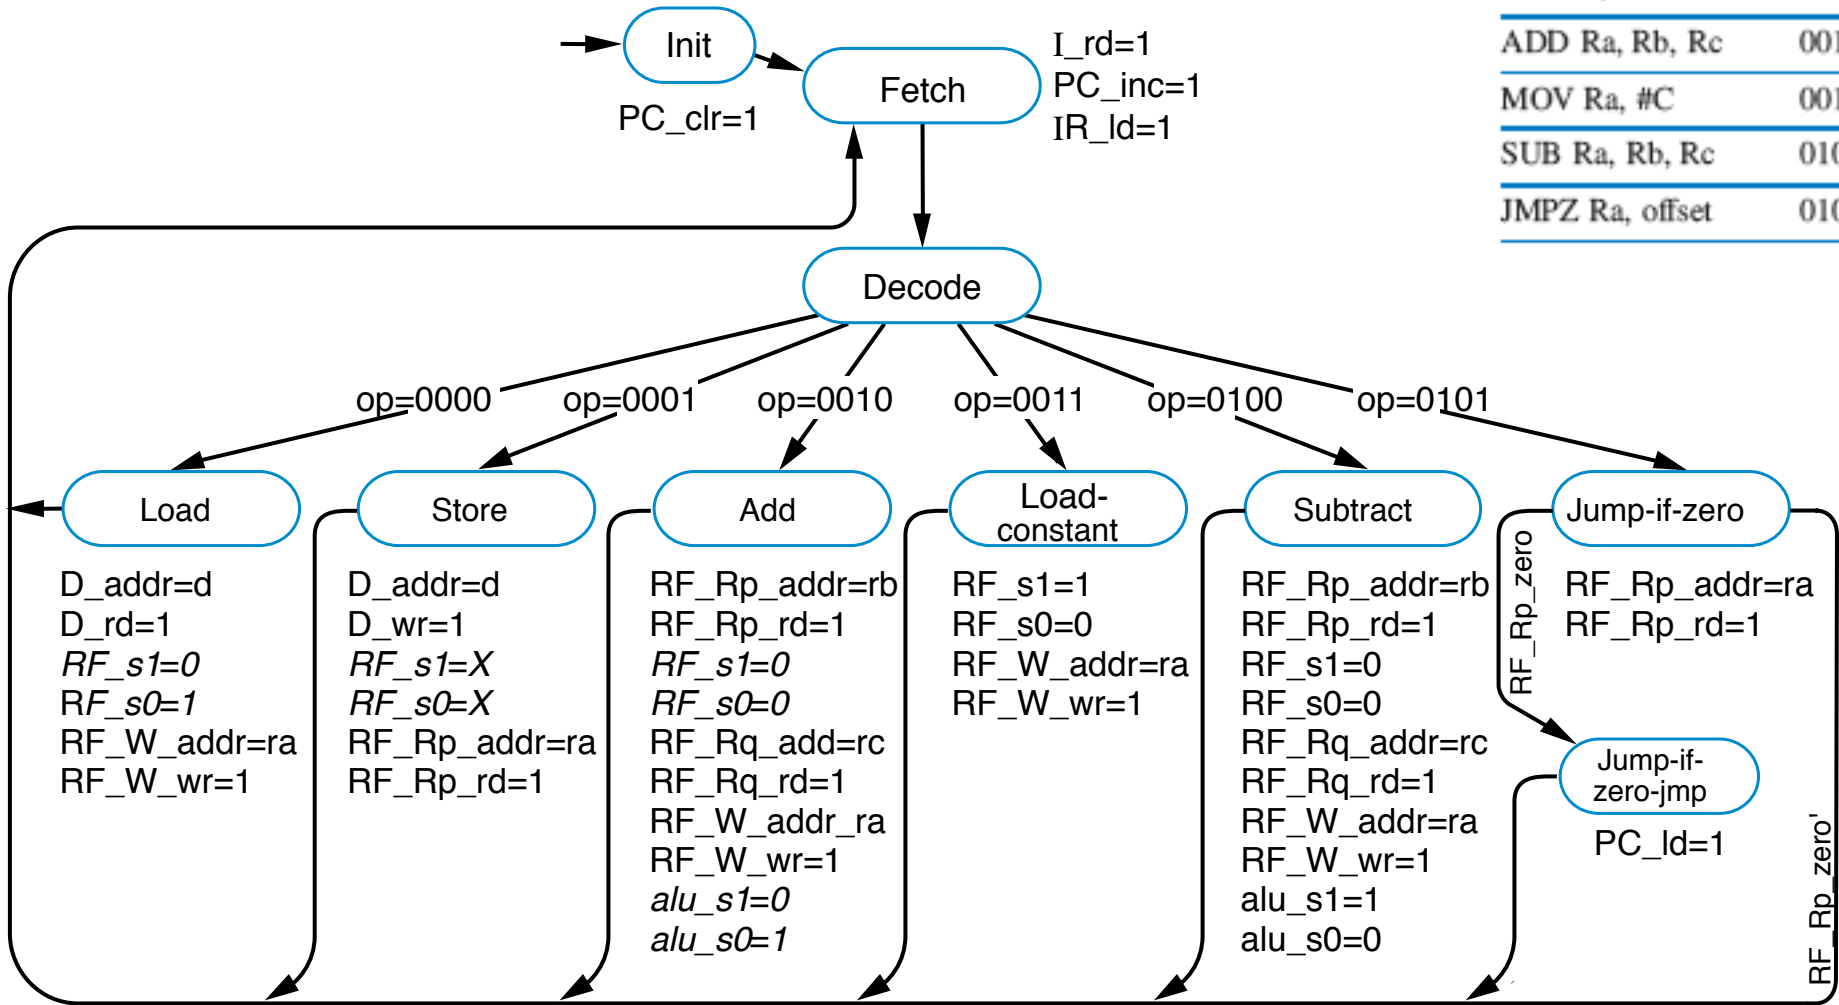 Init
PC_clr=1
Fetch
I_rd=1
PC_inc=1
IR_ld=1
ADD Ra, Rb, Rc 001
MOV Ra, #C 001
SUB Ra, Rb, Rc 010
JMPZ Ra, offset 010
Decode
op=0000
op=0001
op=0010
op=0011
op=0100
op=0101
Load
D_addr=d
D_rd=1
RF_s1=0
RF_s0=1
RF_W_addr=ra
RF_W_wr=1
Store
D_addr=d
D_wr=1
RF_s1=X
RF_s0=X
RF_Rp_addr=ra
RF_Rp_rd=1
Add
RF_Rp_addr=rb
RF_Rp_rd=1
RF_s1=0
RF_s0=0
RF_Rq_add=rc
RF_Rq_rd=1
RF_W_addr_ra
RF_W_wr=1
alu_s1=0
alu_s0=1
Load-
constant
RF_s1=1
RF_s0=0
RF_W_addr=ra
RF_W_wr=1
Subtract
RF_Rp_addr=rb
RF_Rp_rd=1
RF_s1=0
RF_s0=0
RF_Rq_addr=rc
RF_Rq_rd=1
RF_W_addr=ra
RF_W_wr=1
alu_s1=1
alu_s0=0
Jump-if-zero
RF_Rp_addr=ra
RF_Rp_rd=1
RF_Rp_zero
Jump-if-
zero-jmp
PC_ld=1
RF_Rp_zero'